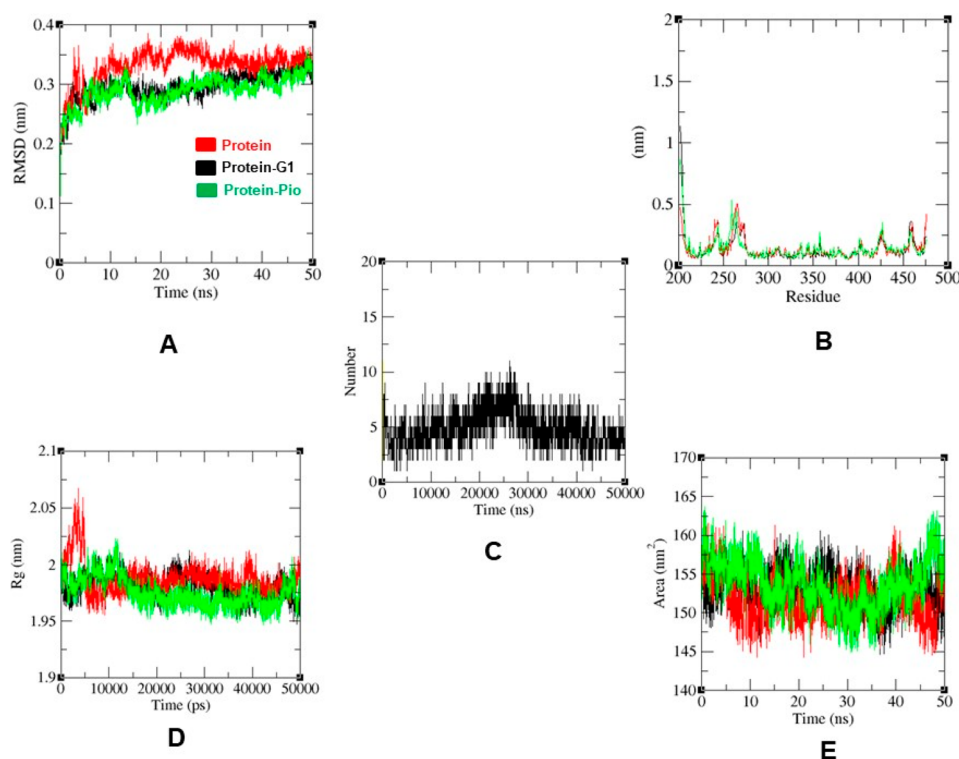 0.4
0.3
0.2
0.1
0
RMSD (nm)
0 10 20 30 40 50
Time (ns)
Protein
Protein-G1
Protein-Pio
A
2
1.5
1
0.5
0
(nm)
200 250 300 350 400 450 500
Residue
B
20
15
10
5
0
Number
0 10000 20000 30000 40000 50000
Time (ns)
C
2.1
2.05
2
1.95
1.9
Rg (nm)
0 10000 20000 30000 40000 50000
Time (ps)
D
170
165
160
155
150
145
140
Area (nm²)
0 10 20 30 40 50
Time (ns)
E